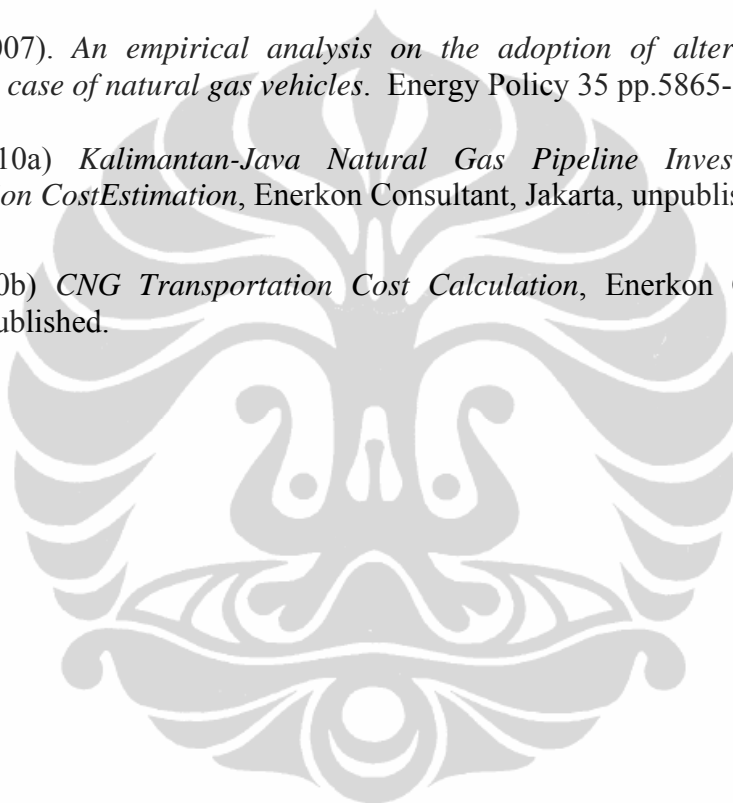 007). An empirical analysis on the adoption of alter
case of natural gas vehicles. Energy Policy 35 pp.5865-
10a) Kalimantan-Java Natural Gas Pipeline Inves
on CostEstimation, Enerkon Consultant, Jakarta, unpublis
0b) CNG Transportation Cost Calculation, Enerkon
ublished.